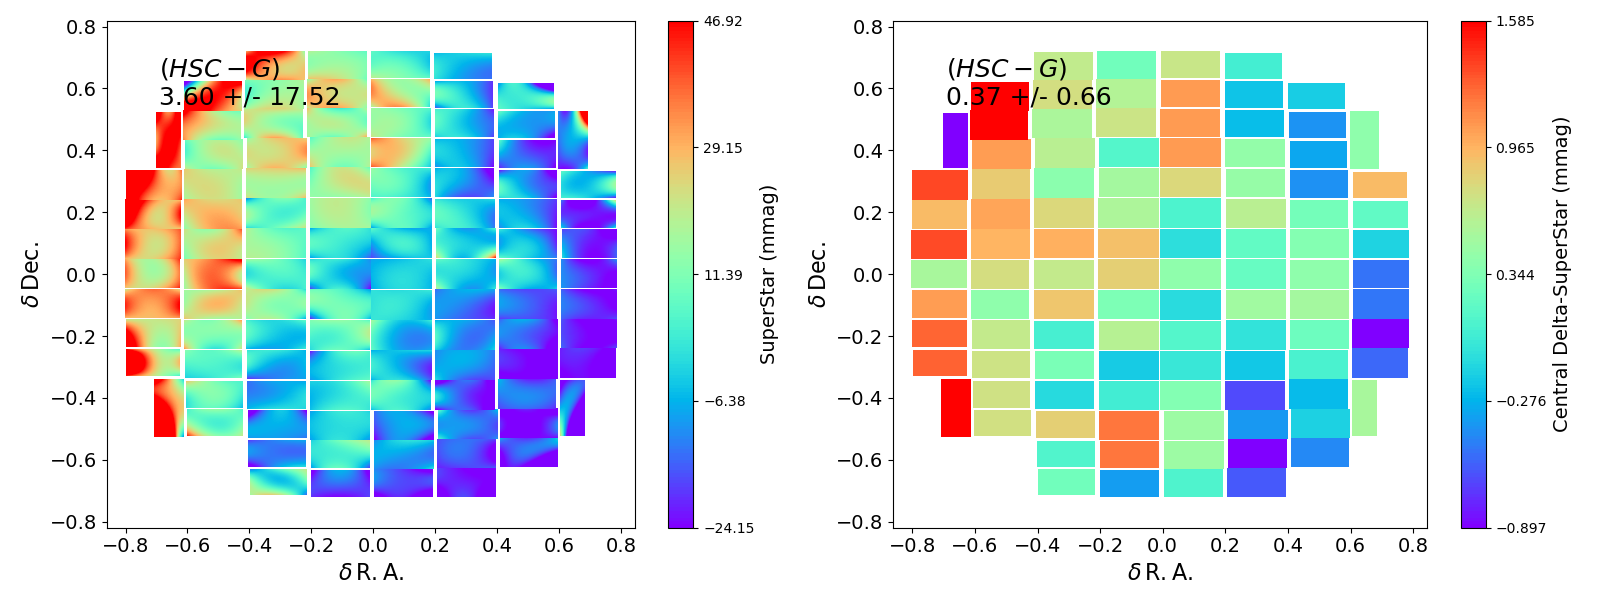 (HSC − G)
3.60 +/- 17.52
0.8
0.6
0.4
0.2
0.0
−0.2
−0.4
−0.6
−0.8
δ Dec.
−0.8 −0.6 −0.4 −0.2 0.0 0.2 0.4 0.6 0.8
δ R. A.
46.92
29.15
11.39
−6.38
−24.15
SuperStar (mmag)
(HSC − G)
0.37 +/- 0.66
0.8
0.6
0.4
0.2
0.0
−0.2
−0.4
−0.6
−0.8
δ Dec.
−0.8 −0.6 −0.4 −0.2 0.0 0.2 0.4 0.6 0.8
δ R. A.
1.585
0.965
0.344
−0.276
−0.897
Central Delta-SuperStar (mmag)